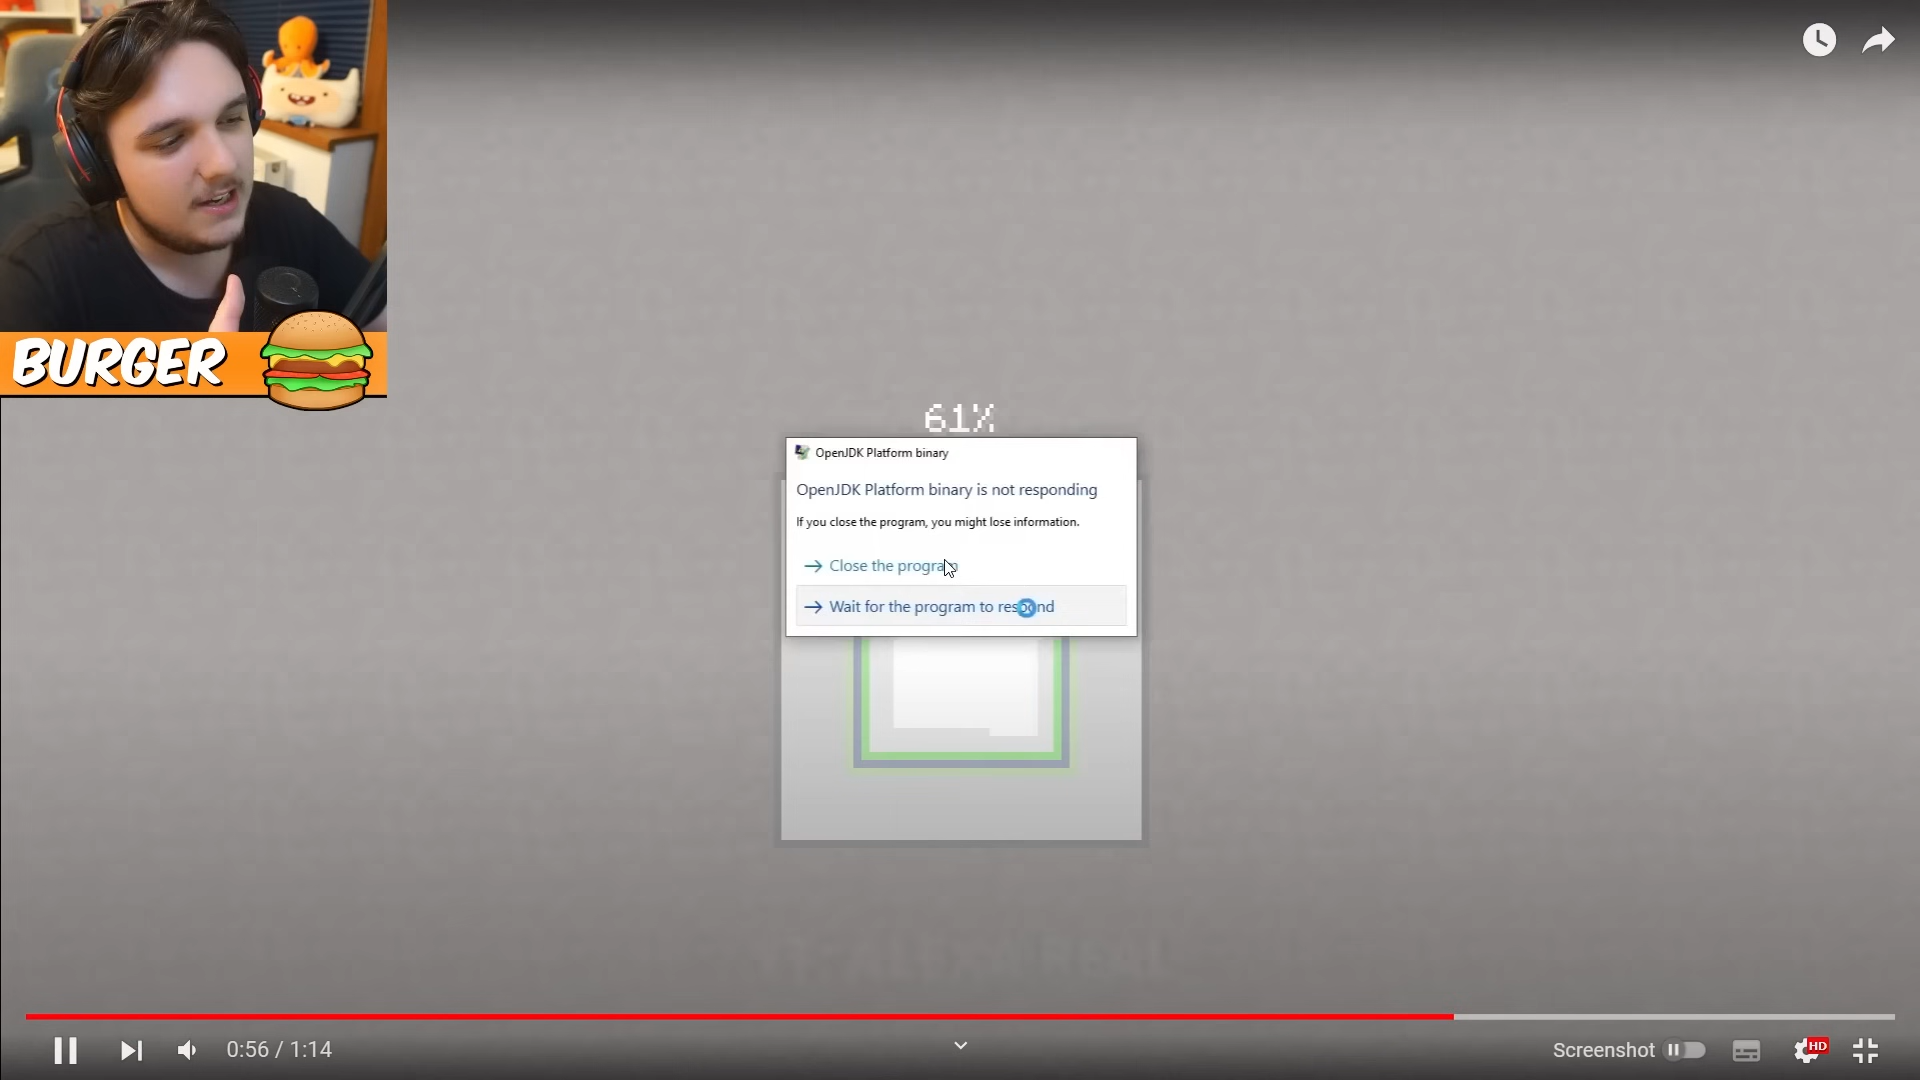 BURGER
61%
OpenJDK Platform binary
OpenJDK Platform binary is not responding
If you close the program, you might lose information.
Close the program
Wait for the program to respond
0:56 / 1:14
Screenshot
HD